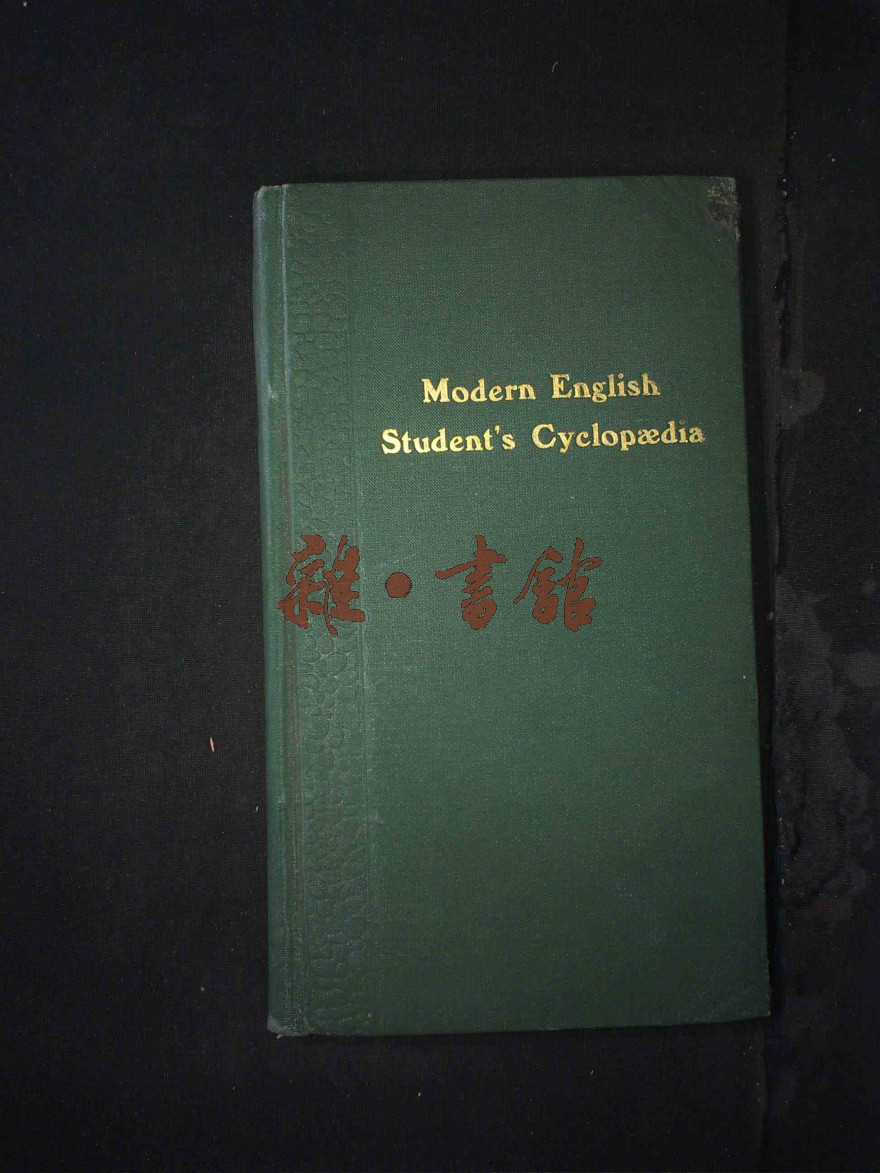 Modern English
Student's Cyclopædia
雜·書館